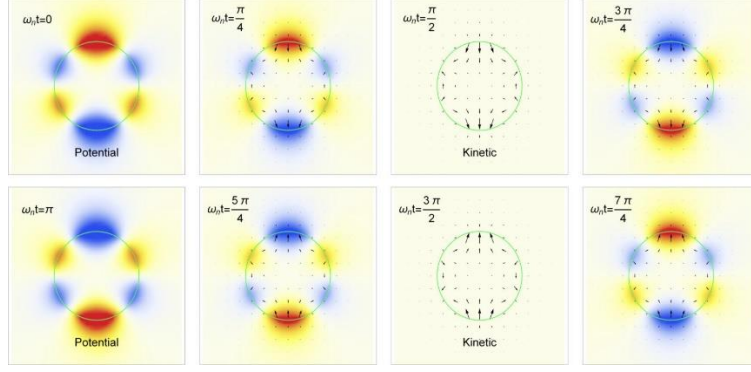 ωₙt=0
ωₙt=π/4
ωₙt=π/2
ωₙt=3π/4
Potential
Kinetic
ωₙt=π
ωₙt=5π/4
ωₙt=3π/2
ωₙt=7π/4
Potential
Kinetic